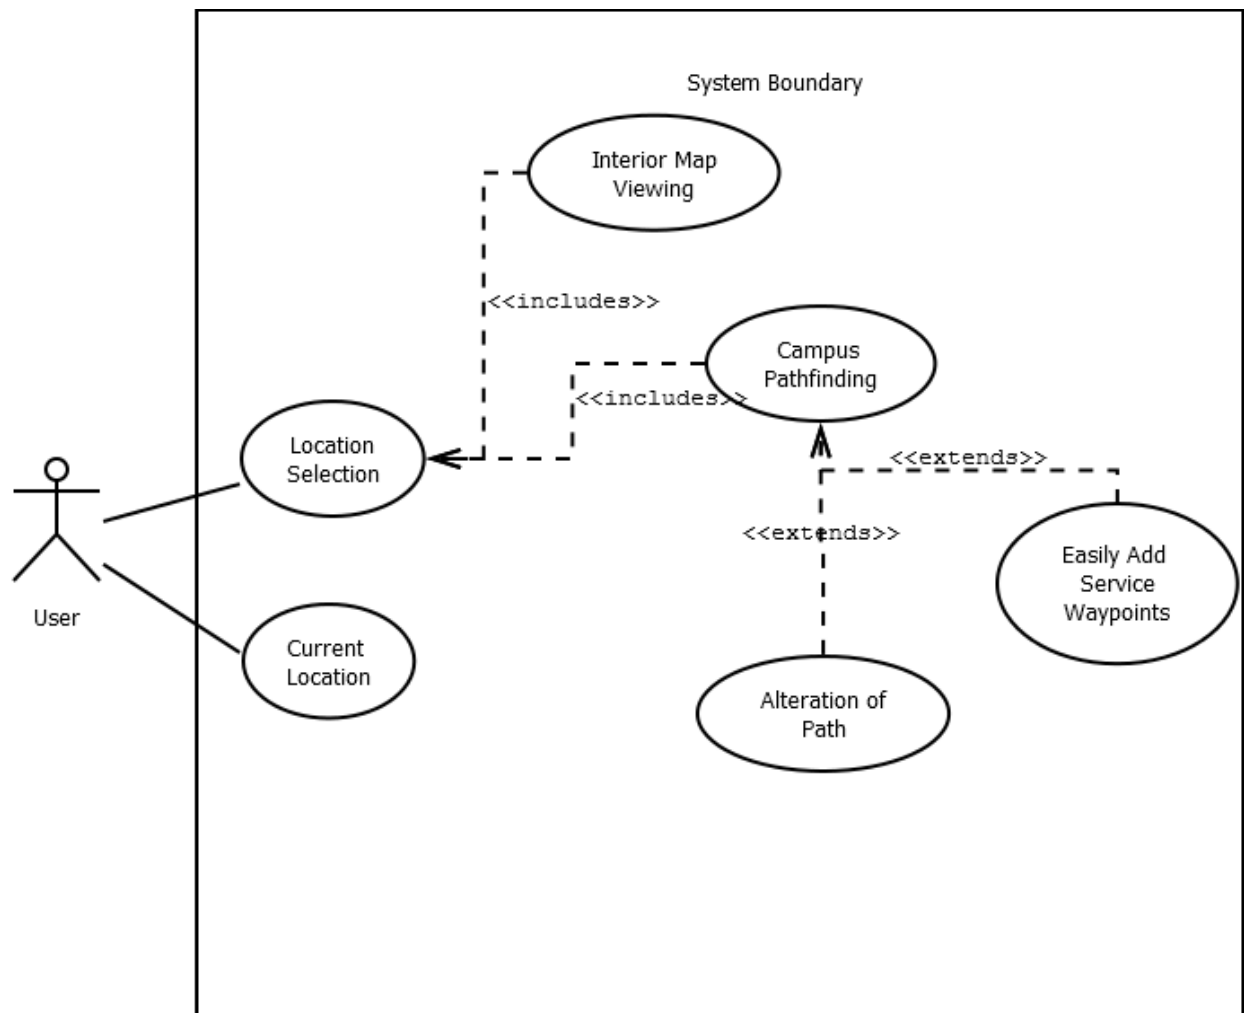 System Boundary
Interior Map
Viewing
<<includes>>
Campus
Pathfinding
<<includes>>
Location
Selection
<<extends>>
<<extends>>
Easily Add
Service
Waypoints
User
Current
Location
Alteration of
Path